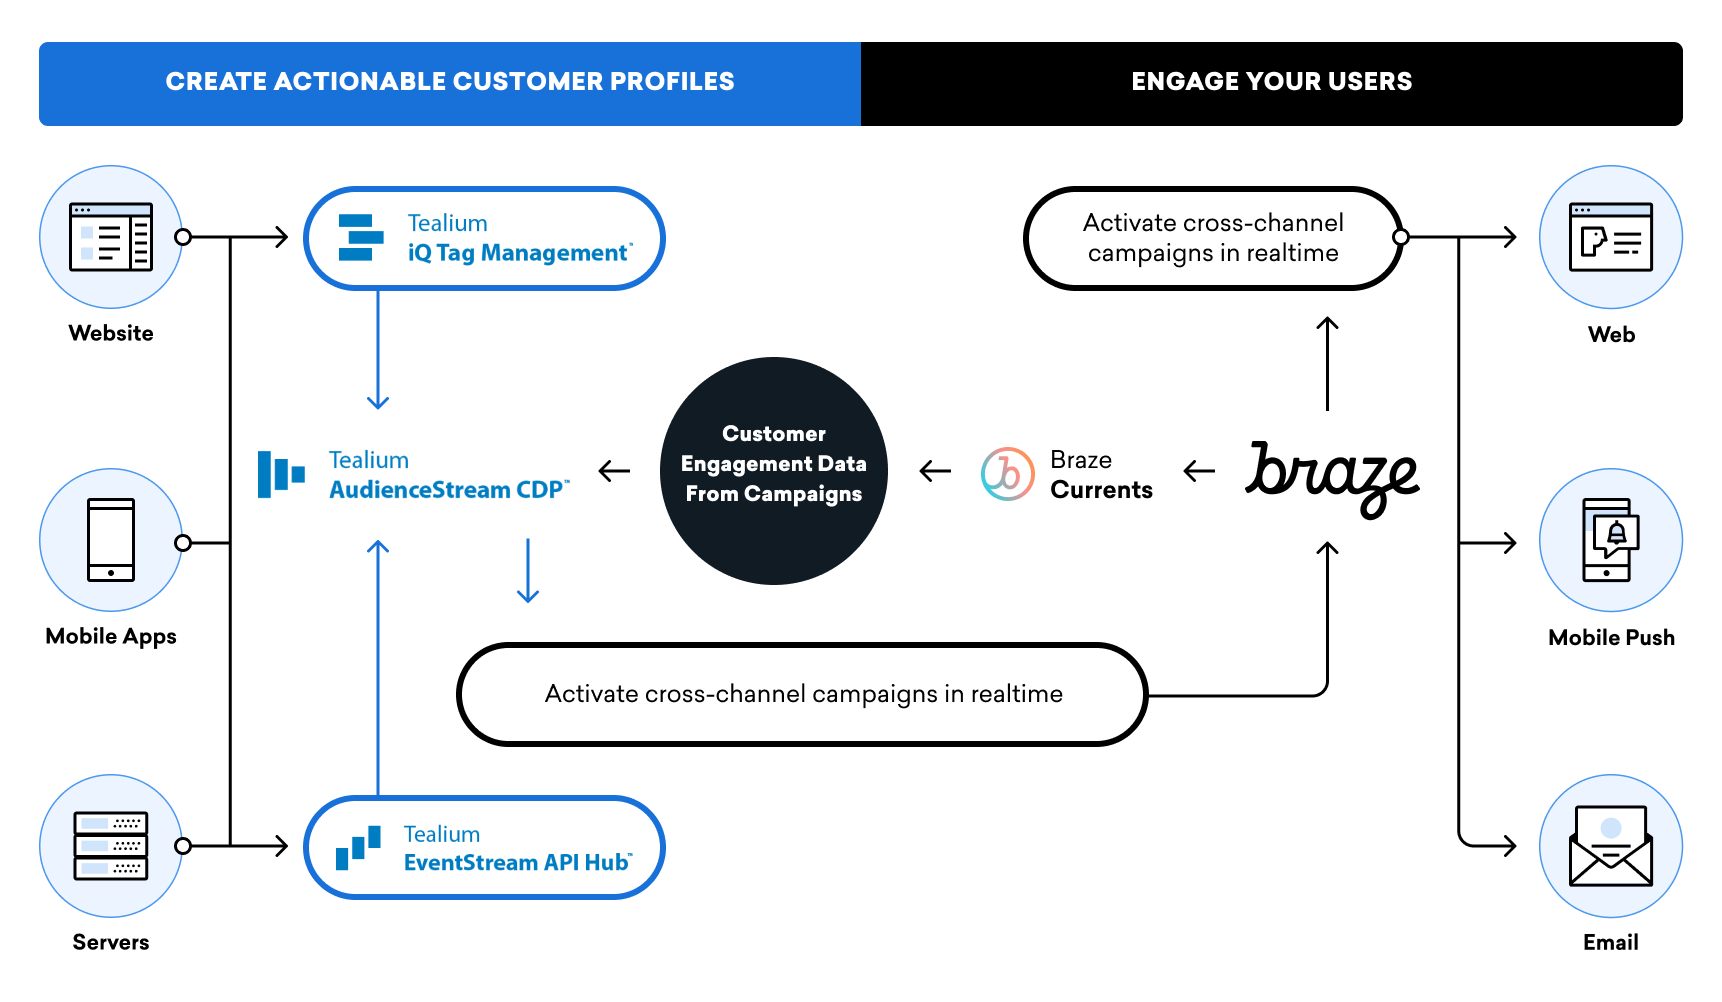 CREATE ACTIONABLE CUSTOMER PROFILES
ENGAGE YOUR USERS
Website
Tealium
iQ Tag Management™
Activate cross-channel
campaigns in realtime
Web
Mobile Apps
Tealium
AudienceStream CDP™
Customer
Engagement Data
From Campaigns
b
Braze
Currents
braze
Mobile Push
Activate cross-channel campaigns in realtime
Servers
Tealium
EventStream API Hub™
Email